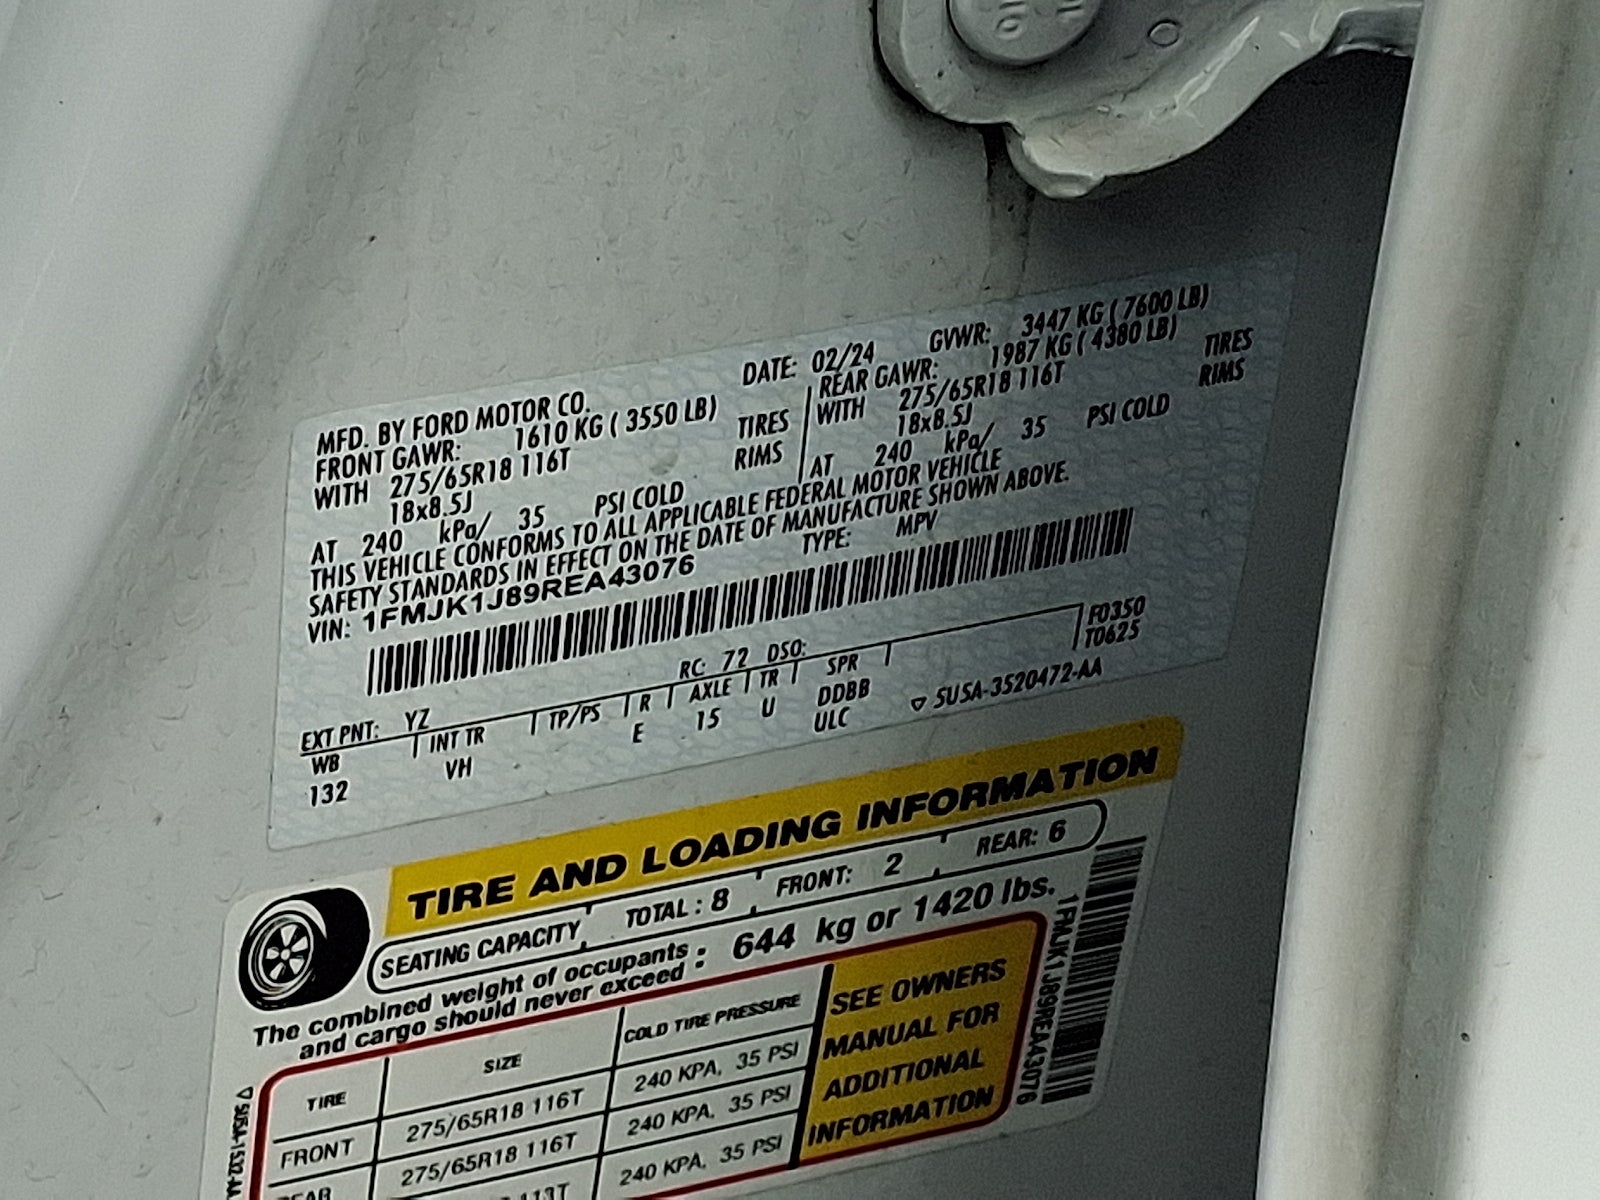 MFD. BY FORD MOTOR CO.
DATE: 02/24 GVWR: 3447 KG ( 7600 LB)
FRONT GAWR: 1610 KG ( 3550 LB)
WITH 275/65R18 116T TIRES
18x8.5J RIMS
AT 240 kPa/ 35 PSI COLD
REAR GAWR: 1987 KG ( 4380 LB)
WITH 275/65R18 116T TIRES
18x8.5J RIMS
AT 240 kPa/ 35 PSI COLD
THIS VEHICLE CONFORMS TO ALL APPLICABLE FEDERAL MOTOR VEHICLE
SAFETY STANDARDS IN EFFECT ON THE DATE OF MANUFACTURE SHOWN ABOVE.
VIN: 1FMJK1J89REA43076 TYPE: MPV
F0350
T0625
EXT PNT: YZ RC: 72 DSO:
WB INT TR TP/PS R AXLE TR SPR
132 VH E 15 U DDBB
ULC
5USA-3520472-AA
TIRE AND LOADING INFORMATION
SEATING CAPACITY TOTAL : 8 FRONT: 2 REAR: 6
The combined weight of occupants and cargo should never exceed : 644 kg or 1420 lbs.
TIRE SIZE COLD TIRE PRESSURE
FRONT 275/65R18 116T 240 KPA, 35 PSI
REAR 275/65R18 116T 240 KPA, 35 PSI
113T 240 KPA, 35 PSI
SEE OWNERS
MANUAL FOR
ADDITIONAL
INFORMATION
1FMJK1J89REA43076